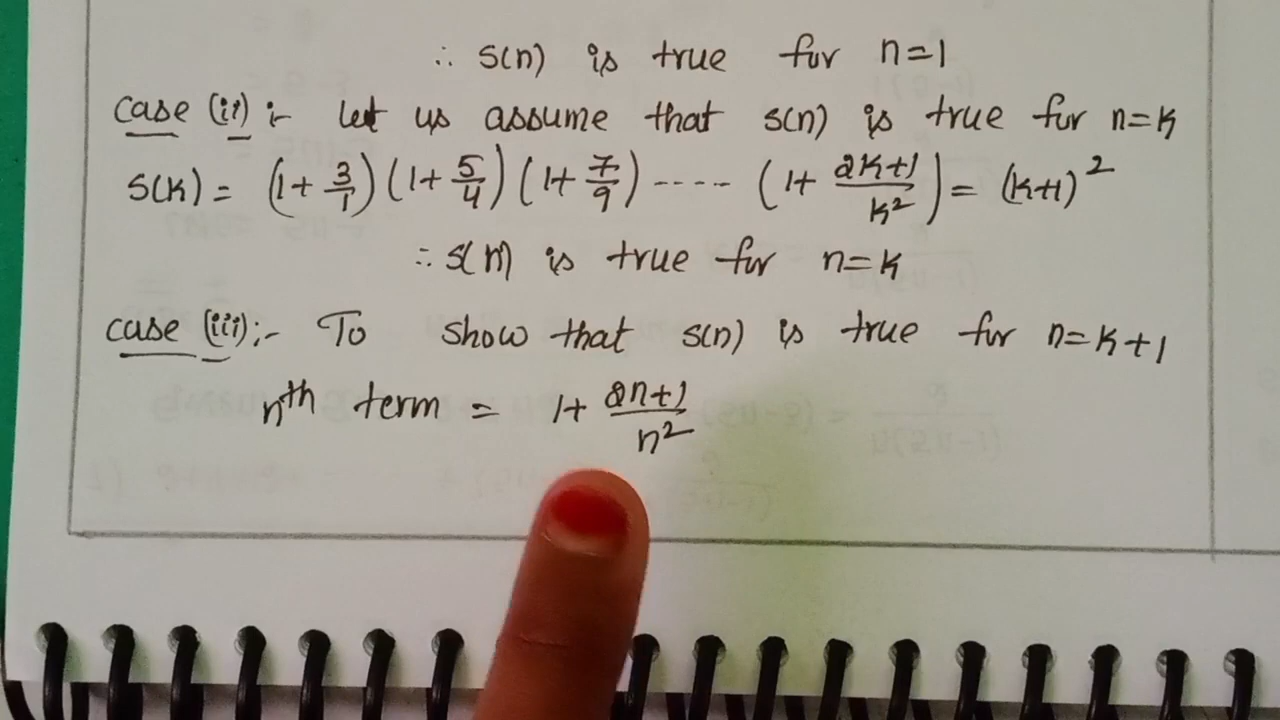 ∴ S(n) is true for n=1
case (ii) :- let us assume that s(n) is true for n=k
S(k) = (1+ 3/1) (1+ 5/4) (1+ 7/9) ----- (1+ 2k+1/k²) = (k+1)²
∴ s(n) is true for n=k
case (iii):- To show that s(n) is true for n=k+1
nth term = 1+ 2n+1/n²